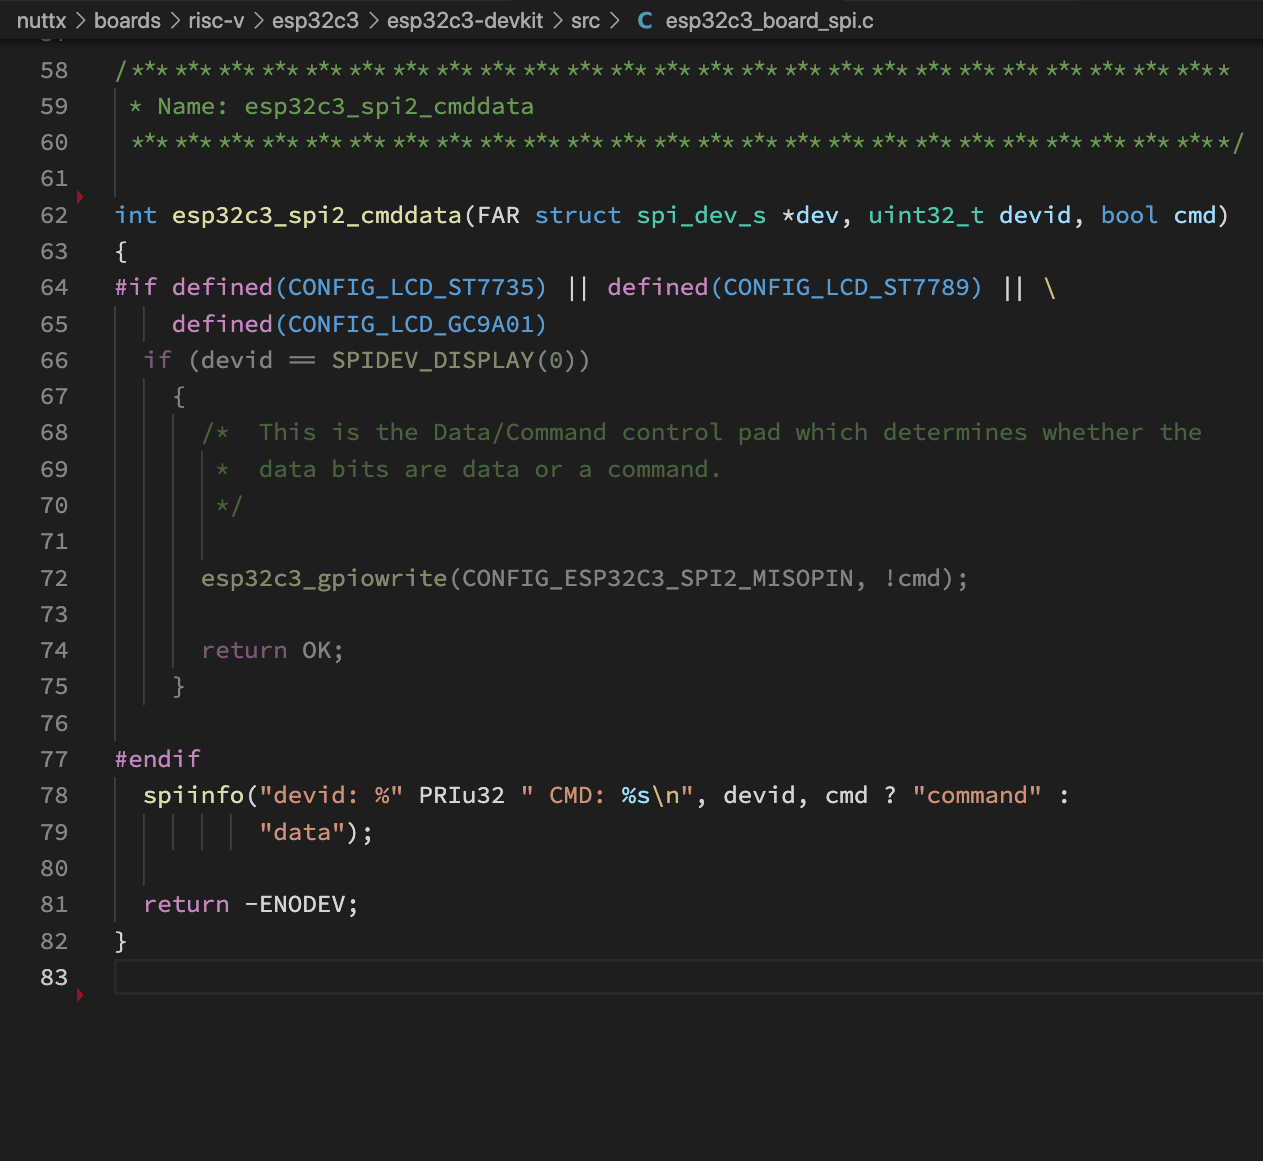 nuttx > boards > risc-v > esp32c3 > esp32c3-devkit > src > C esp32c3_board_spi.c
58 /****************************************************************************
59  * Name: esp32c3_spi2_cmddata
60  ****************************************************************************/
61
62 int esp32c3_spi2_cmddata(FAR struct spi_dev_s *dev, uint32_t devid, bool cmd)
63 {
64 #if defined(CONFIG_LCD_ST7735) || defined(CONFIG_LCD_ST7789) || \
65     defined(CONFIG_LCD_GC9A01)
66   if (devid == SPIDEV_DISPLAY(0))
67     {
68       /*  This is the Data/Command control pad which determines whether the
69        *  data bits are data or a command.
70        */
71
72       esp32c3_gpiowrite(CONFIG_ESP32C3_SPI2_MISOPIN, !cmd);
73
74       return OK;
75     }
76
77 #endif
78   spiinfo("devid: %" PRIu32 " CMD: %s\n", devid, cmd ? "command" :
79           "data");
80
81   return -ENODEV;
82 }
83